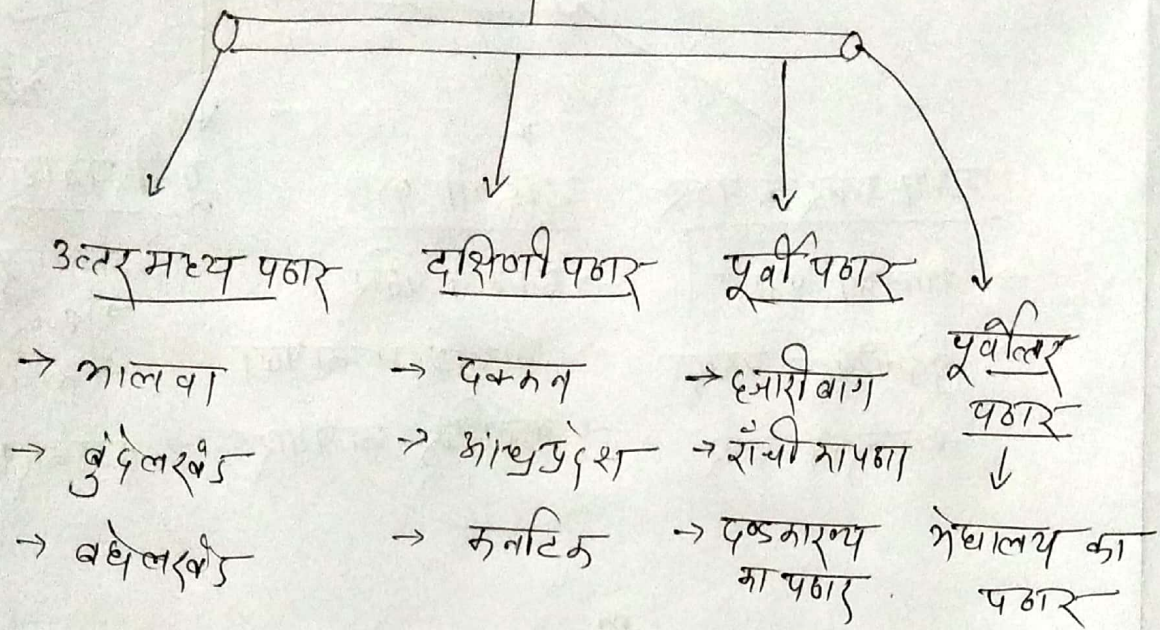 उत्तर मध्य पठार
→ मालवा
→ बुंदेलखंड
→ बघेलखंड
दक्षिणी पठार
→ दक्कन
→ आंध्रप्रदेश
→ कर्नाटक
पूर्वी पठार
→ हजारीबाग
→ राँची का पठार
→ दण्डकारण्य
का पठार
पूर्वोत्तर
पठार
↓
मेघालय का
पठार